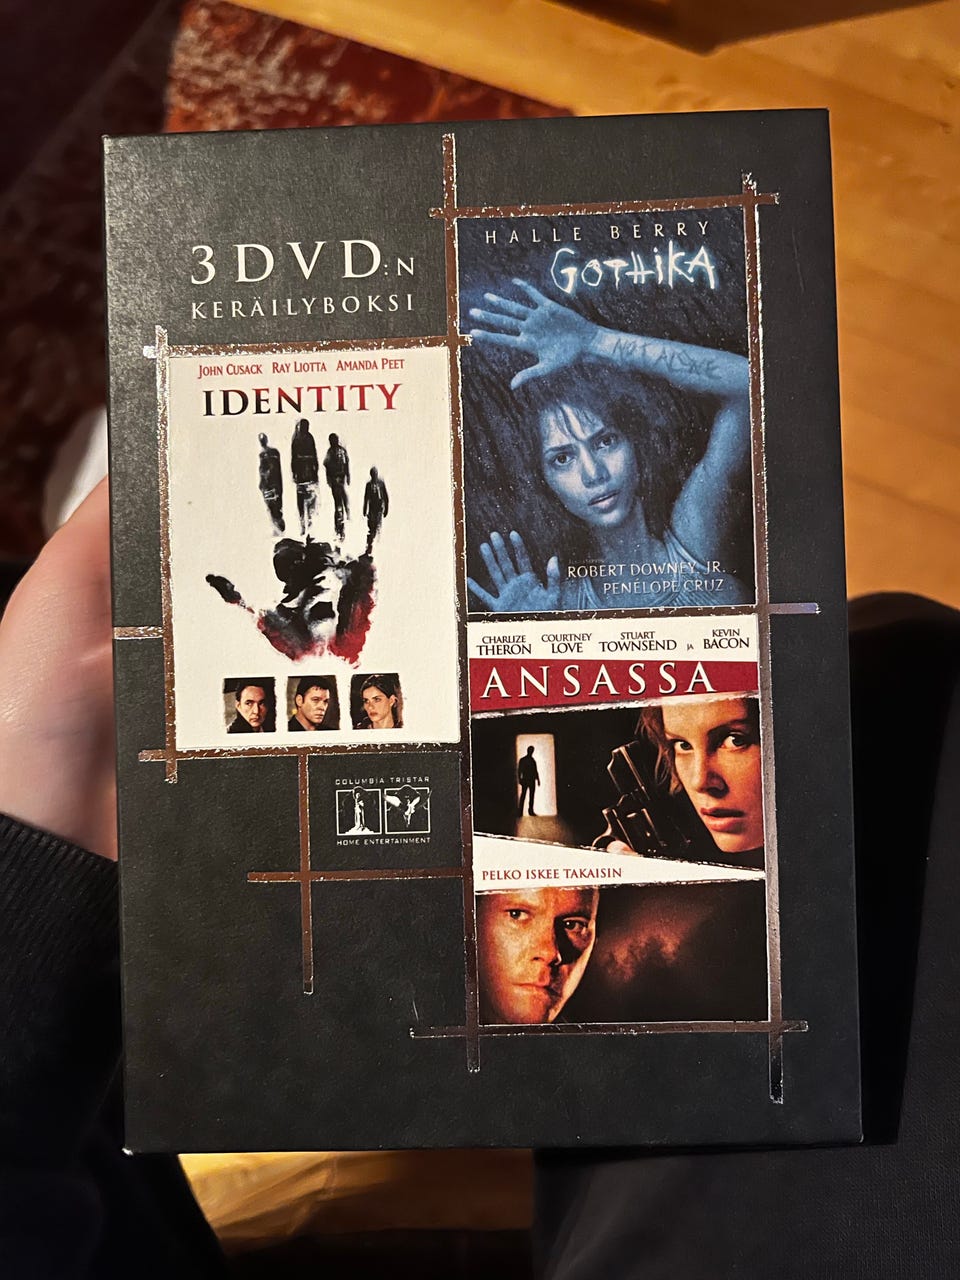 3 DVD:N
KERÄILYBOKSI
JOHN CUSACK RAY LIOTTA AMANDA PEET
IDENTITY
HALLE BERRY
GOTHIKA
NOT ALONE
ROBERT DOWNEY, JR.
PENÉLOPE CRUZ
CHARLIZE THERON COURTNEY LOVE STUART TOWNSEND JA KEVIN BACON
ANSASSA
PELKO ISKEE TAKAISIN
COLUMBIA TRISTAR
HOME ENTERTAINMENT